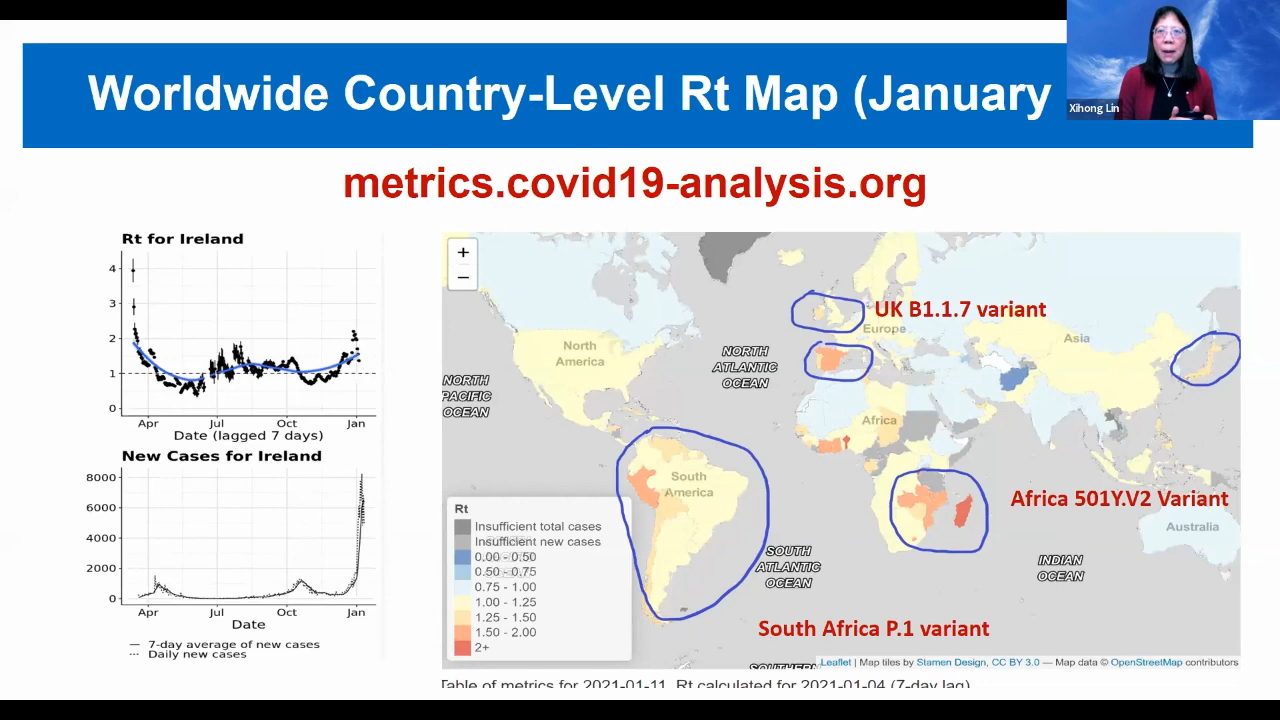 Worldwide Country-Level Rt Map (January
Xihong Lin
metrics.covid19-analysis.org
Rt for Ireland
4
3
2
1
0
Apr
Jul
Oct
Jan
Date (lagged 7 days)
New Cases for Ireland
8000
6000
4000
2000
0
Apr
Jul
Oct
Jan
Date
— 7-day average of new cases
··· Daily new cases
+
−
UK B1.1.7 variant
Europe
Asia
North
America
NORTH
ATLANTIC
OCEAN
NORTH
PACIFIC
OCEAN
Africa
South
America
Africa 501Y.V2 Variant
Australia
SOUTH
ATLANTIC
OCEAN
INDIAN
OCEAN
Rt
Insufficient total cases
Insufficient new cases
0.00 - 0.50
0.50 - 0.75
0.75 - 1.00
1.00 - 1.25
1.25 - 1.50
1.50 - 2.00
2+
South Africa P.1 variant
SOUTHERN
Leaflet | Map tiles by Stamen Design, CC BY 3.0 — Map data © OpenStreetMap contributors
Table of metrics for 2021-01-11. Rt calculated for 2021-01-04 (7-day lag)